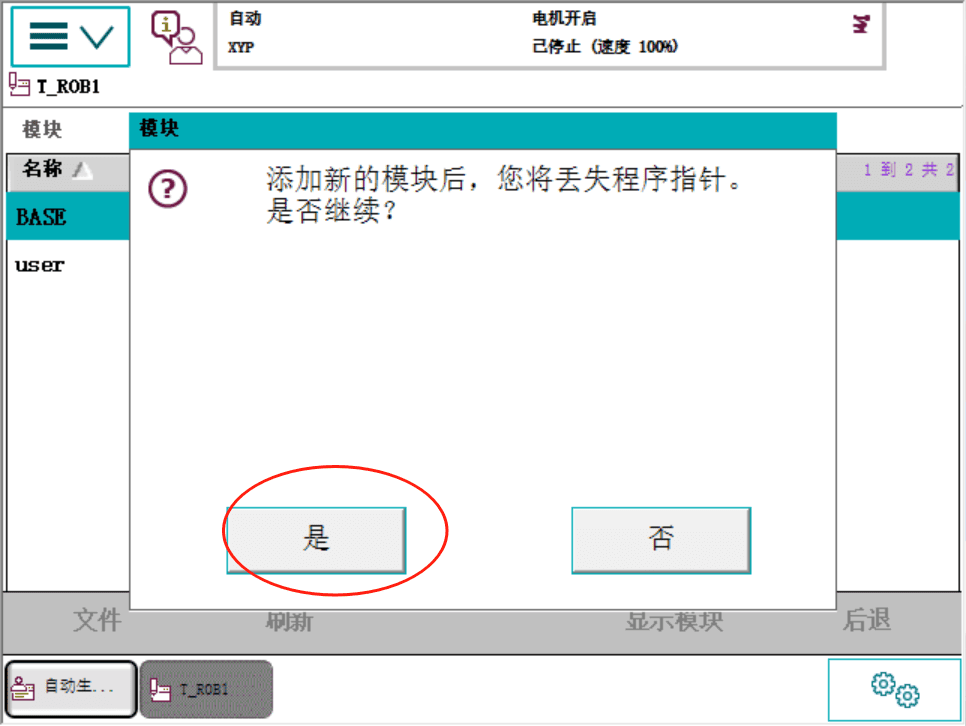 自动
电机开启
XYP
已停止 (速度 100%)
T_ROB1
模块
模块
名称
1 到 2 共 2
添加新的模块后，您将丢失程序指针。
是否继续？
BASE
user
是
否
文件
刷新
显示模块
后退
自动生...
T_ROB1